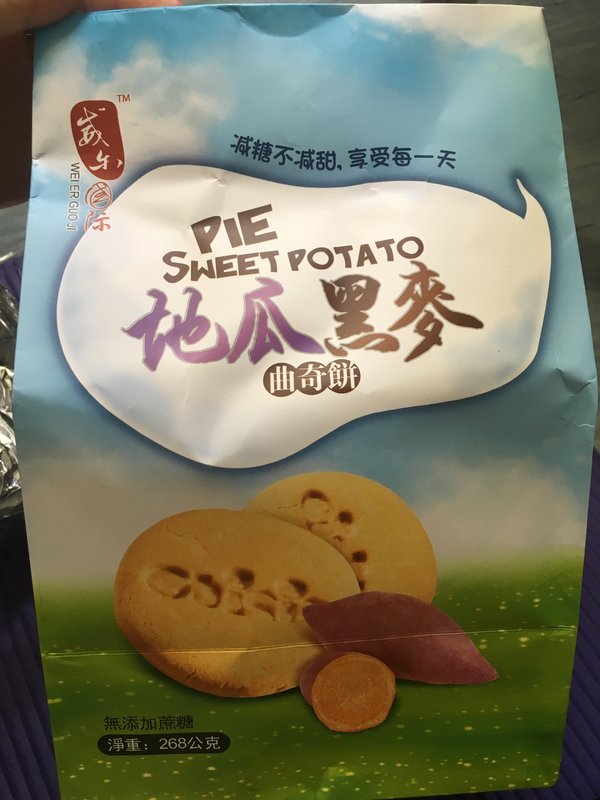 TM
威尔国际
WEI ER GUO JI
减糖不减甜,享受每一天
PIE
SWEET POTATO
地瓜黑麥
曲奇餅
無添加蔗糖
淨重：268公克